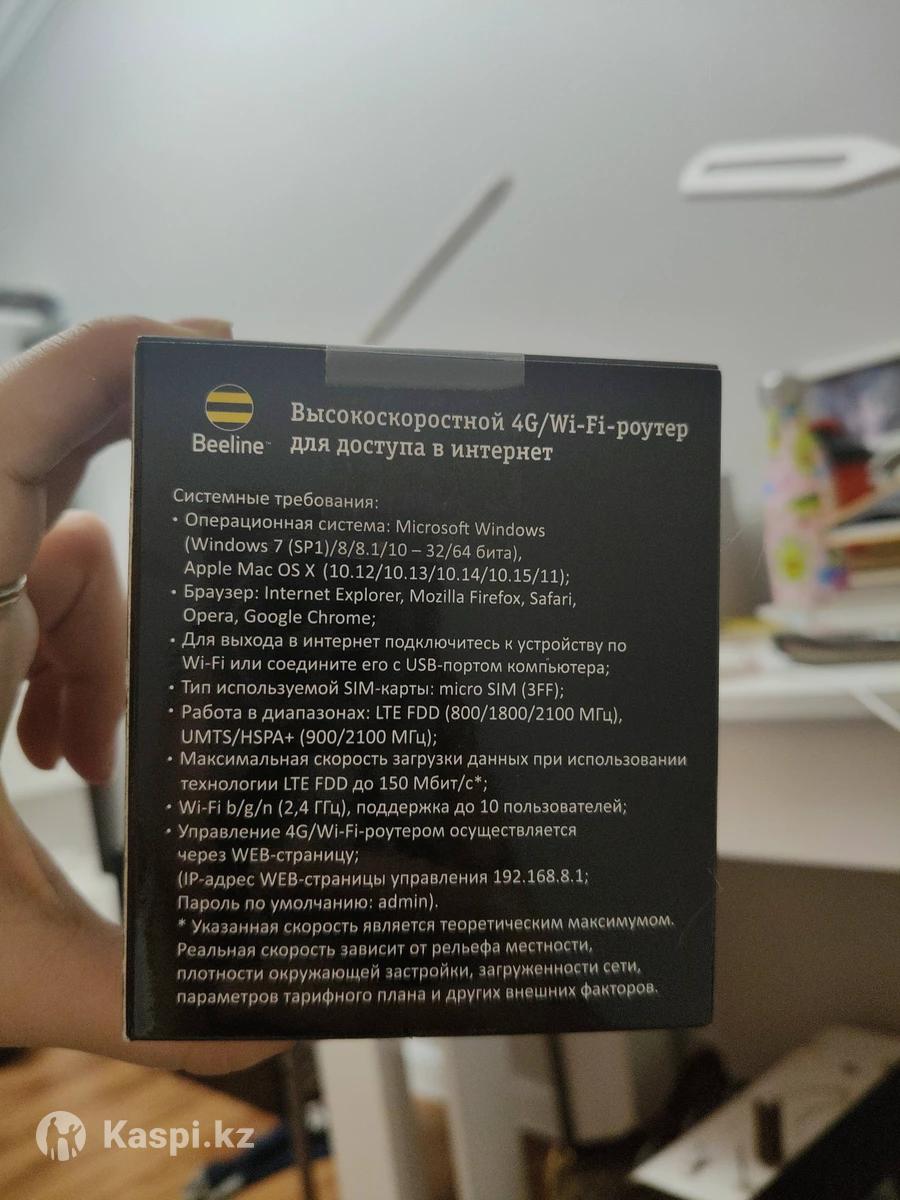 Beeline™
Высокоскоростной 4G/Wi-Fi-роутер
для доступа в интернет
Системные требования:
• Операционная система: Microsoft Windows
(Windows 7 (SP1)/8/8.1/10 – 32/64 бита),
Apple Mac OS X (10.12/10.13/10.14/10.15/11);
• Браузер: Internet Explorer, Mozilla Firefox, Safari,
Opera, Google Chrome;
• Для выхода в интернет подключитесь к устройству по
Wi-Fi или соедините его с USB-портом компьютера;
• Тип используемой SIM-карты: micro SIM (3FF);
• Работа в диапазонах: LTE FDD (800/1800/2100 МГц),
UMTS/HSPA+ (900/2100 МГц);
• Максимальная скорость загрузки данных при использовании
технологии LTE FDD до 150 Мбит/с*;
• Wi-Fi b/g/n (2,4 ГГц), поддержка до 10 пользователей;
• Управление 4G/Wi-Fi-роутером осуществляется
через WEB-страницу;
(IP-адрес WEB-страницы управления 192.168.8.1;
Пароль по умолчанию: admin).
* Указанная скорость является теоретическим максимумом.
Реальная скорость зависит от рельефа местности,
плотности окружающей застройки, загруженности сети,
параметров тарифного плана и других внешних факторов.
Kaspi.kz